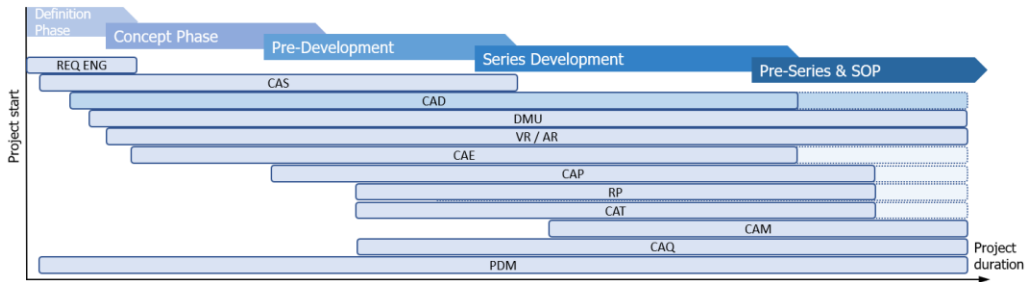 Definition
Phase
Concept Phase
Pre-Development
Series Development
Pre-Series & SOP
Project start
REQ ENG
CAS
CAD
DMU
VR / AR
CAE
CAP
RP
CAT
CAM
CAQ
PDM
Project
duration